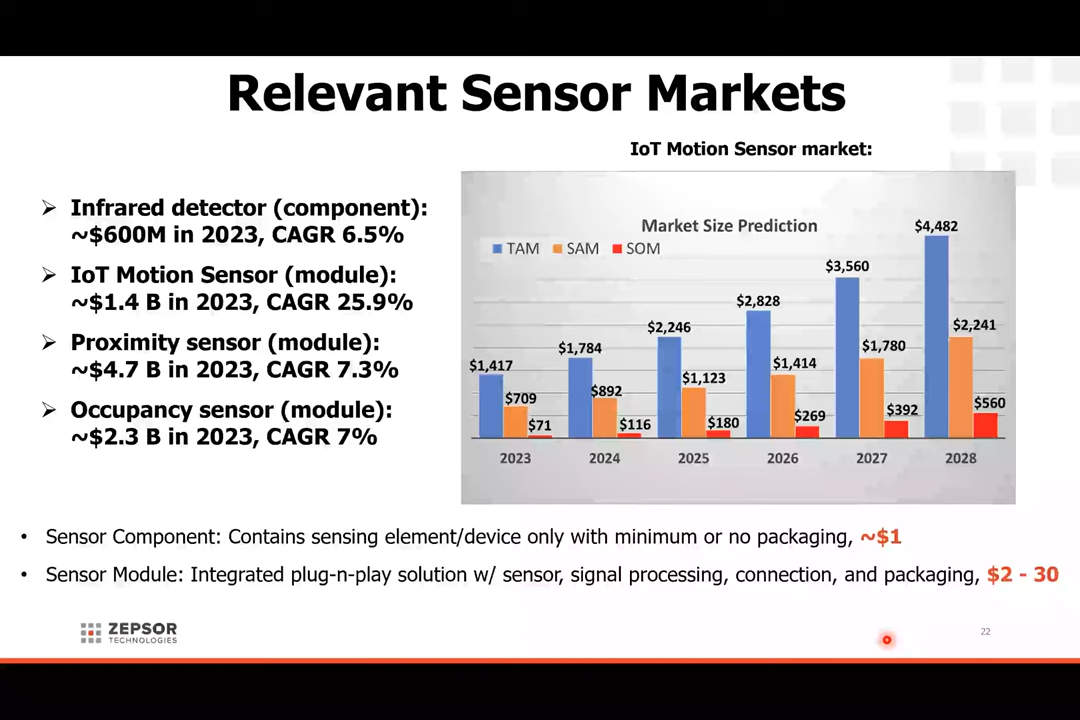 Relevant Sensor Markets
IoT Motion Sensor market:
Infrared detector (component):
~$600M in 2023, CAGR 6.5%
IoT Motion Sensor (module):
~$1.4 B in 2023, CAGR 25.9%
Proximity sensor (module):
~$4.7 B in 2023, CAGR 7.3%
Occupancy sensor (module):
~$2.3 B in 2023, CAGR 7%
Market Size Prediction
TAM SAM SOM
$1,417 $709 $71
$1,784 $892 $116
$2,246 $1,123 $180
$2,828 $1,414 $269
$3,560 $1,780 $392
$4,482 $2,241 $560
2023 2024 2025 2026 2027 2028
• Sensor Component: Contains sensing element/device only with minimum or no packaging, ~$1
• Sensor Module: Integrated plug-n-play solution w/ sensor, signal processing, connection, and packaging, $2 - 30
ZEPSOR
TECHNOLOGIES
22